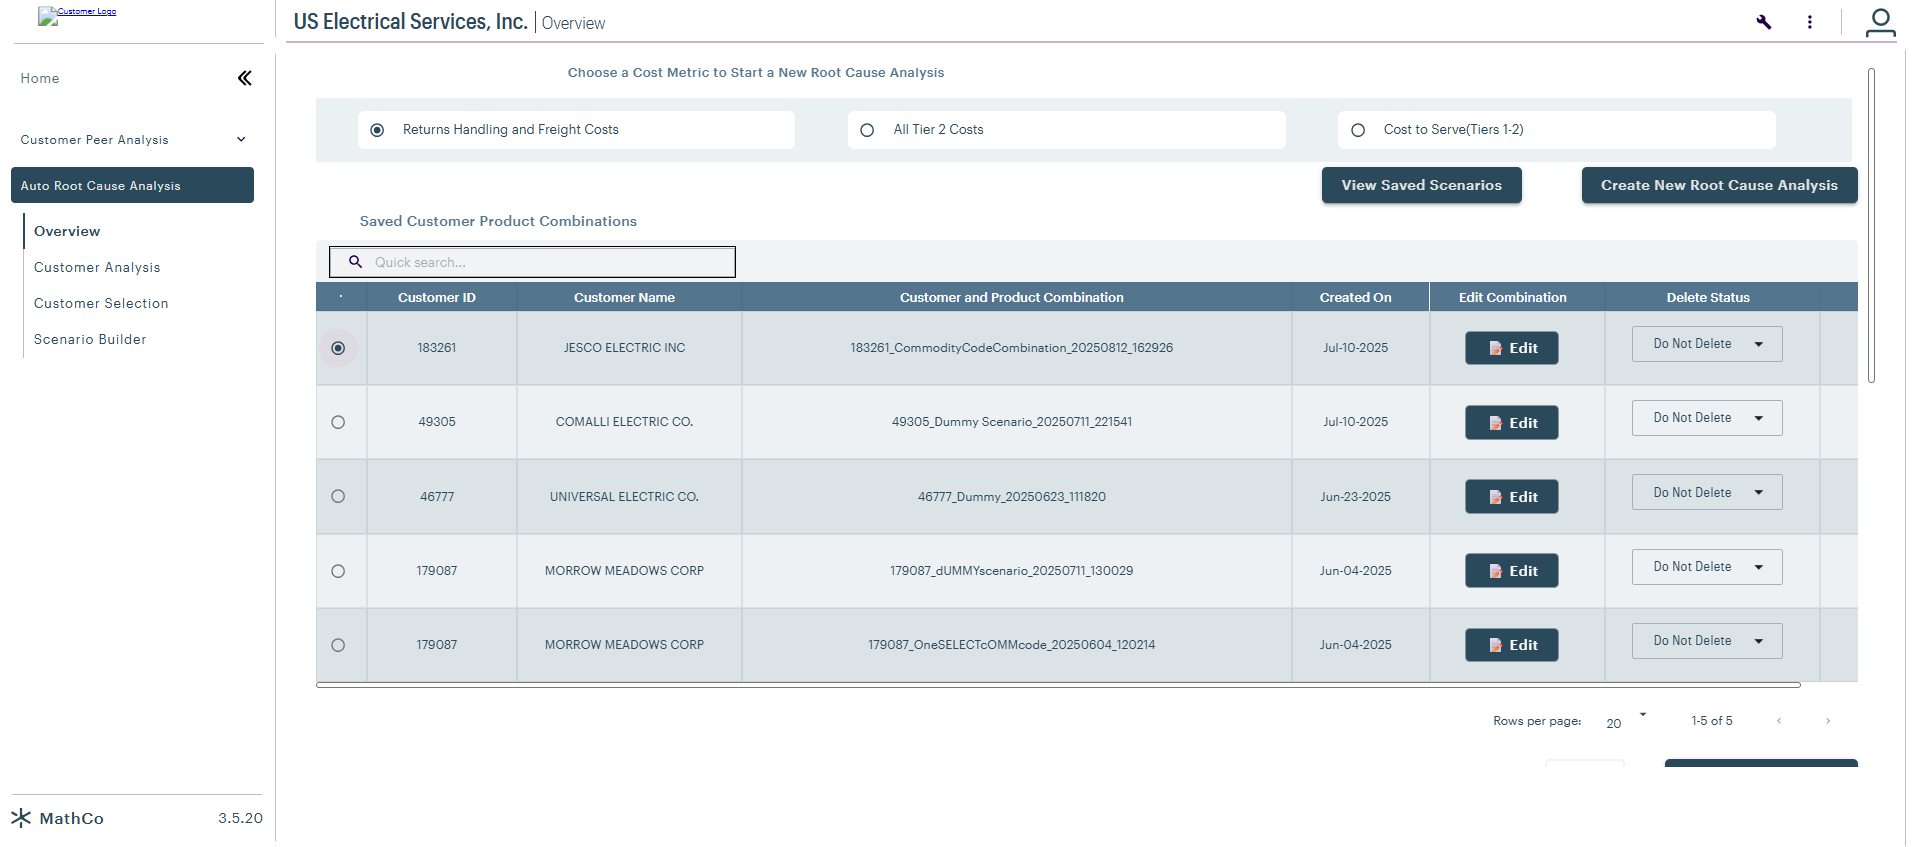 Customer Logo
US Electrical Services, Inc. Overview
Home
Customer Peer Analysis
Auto Root Cause Analysis
Overview
Customer Analysis
Customer Selection
Scenario Builder
MathCo 3.5.20
Choose a Cost Metric to Start a New Root Cause Analysis
Returns Handling and Freight Costs All Tier 2 Costs Cost to Serve(Tiers 1-2)
View Saved Scenarios Create New Root Cause Analysis
Saved Customer Product Combinations
Quick search...
Customer ID Customer Name Customer and Product Combination Created On Edit Combination Delete Status
183261 JESCO ELECTRIC INC 183261_CommodityCodeCombination_20250812_162926 Jul-10-2025 Edit Do Not Delete
49305 COMALLI ELECTRIC CO. 49305_Dummy Scenario_20250711_221541 Jul-10-2025 Edit Do Not Delete
46777 UNIVERSAL ELECTRIC CO. 46777_Dummy_20250623_111820 Jun-23-2025 Edit Do Not Delete
179087 MORROW MEADOWS CORP 179087_dUMMYscenario_20250711_130029 Jun-04-2025 Edit Do Not Delete
179087 MORROW MEADOWS CORP 179087_OneSELECTcOMMcode_20250604_120214 Jun-04-2025 Edit Do Not Delete
Rows per page: 20 1-5 of 5